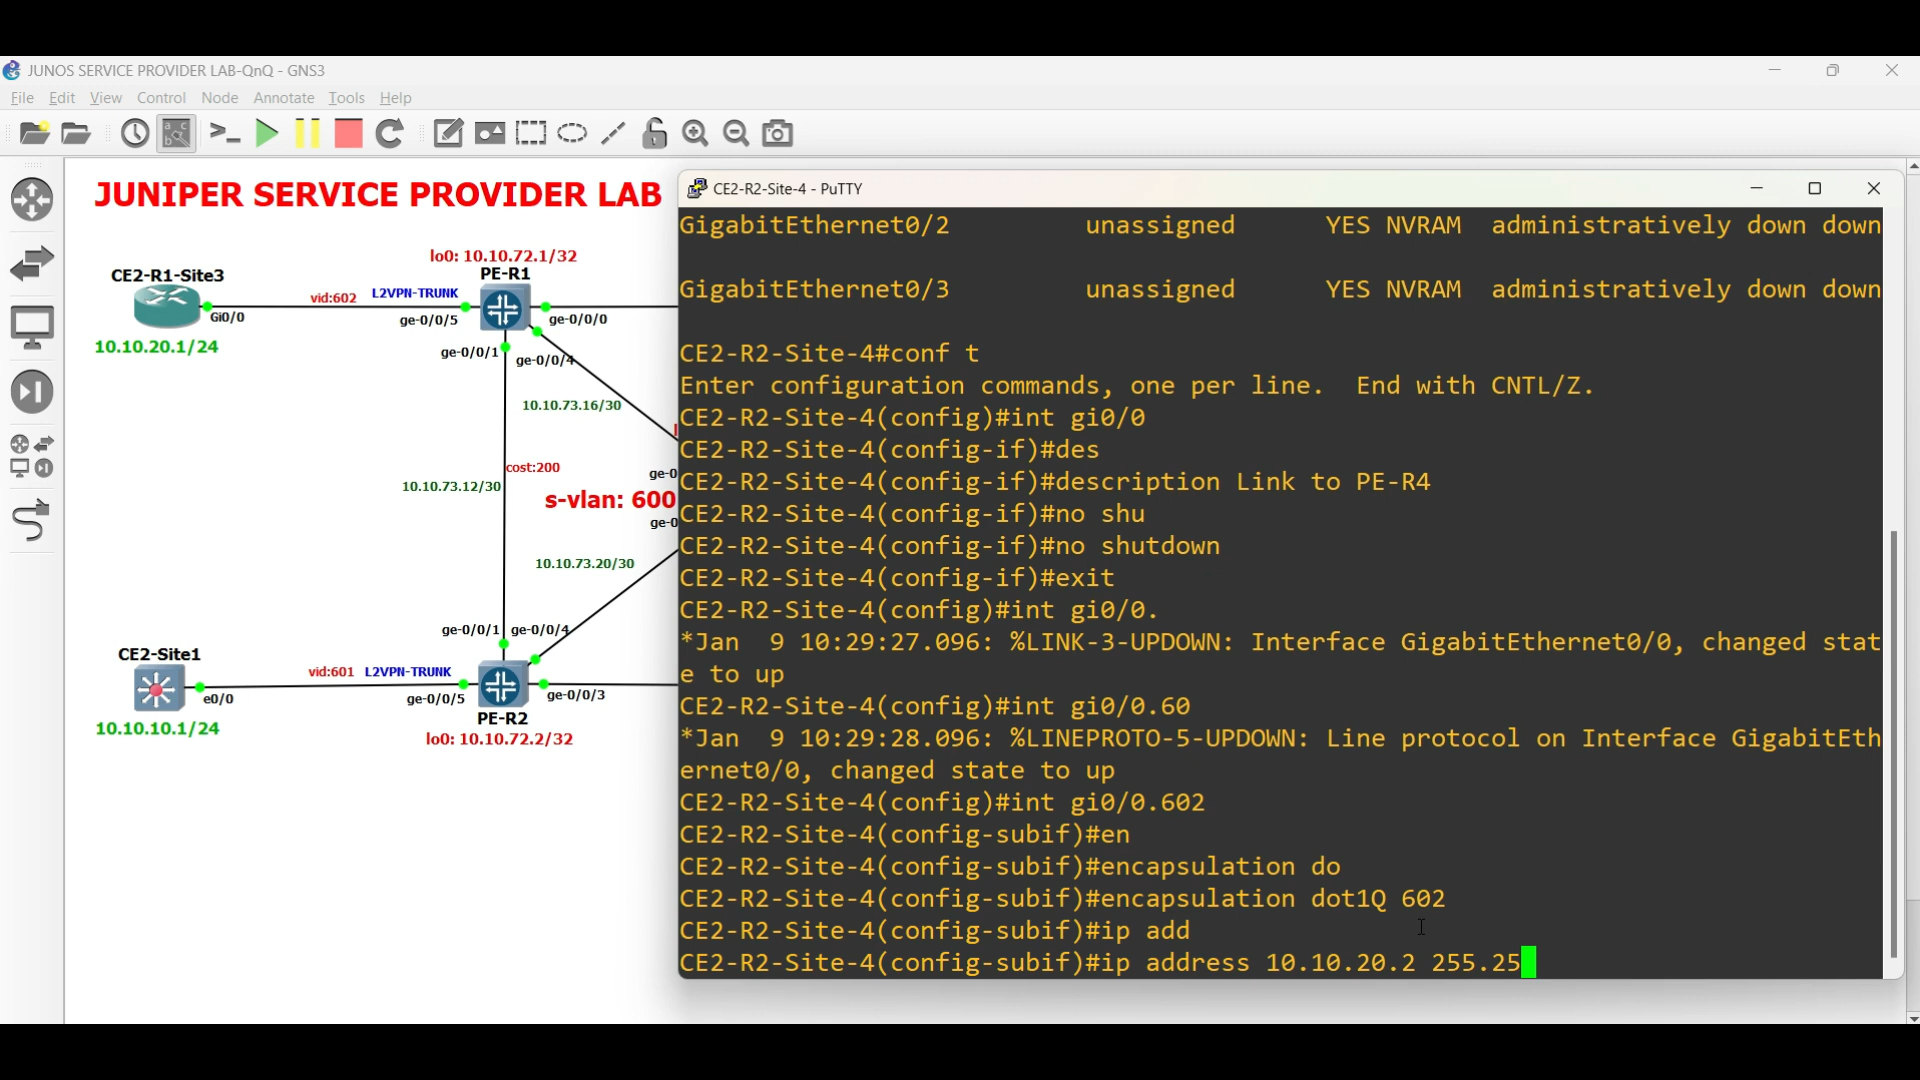 JUNOS SERVICE PROVIDER LAB-QnQ - GNS3
File Edit View Control Node Annotate Tools Help
JUNIPER SERVICE PROVIDER LAB
lo0: 10.10.72.1/32
PE-R1
CE2-R1-Site3
vid:602 L2VPN-TRUNK
Gi0/0
ge-0/0/5
ge-0/0/0
10.10.20.1/24
ge-0/0/1
ge-0/0/4
10.10.73.16/30
cost:200
10.10.73.12/30
ge-0
s-vlan: 600
ge-0
10.10.73.20/30
ge-0/0/1
ge-0/0/4
CE2-Site1
vid:601 L2VPN-TRUNK
e0/0
ge-0/0/5
ge-0/0/3
10.10.10.1/24
PE-R2
lo0: 10.10.72.2/32
CE2-R2-Site-4 - PuTTY
GigabitEthernet0/2 unassigned YES NVRAM administratively down down
GigabitEthernet0/3 unassigned YES NVRAM administratively down down
CE2-R2-Site-4#conf t
Enter configuration commands, one per line. End with CNTL/Z.
CE2-R2-Site-4(config)#int gi0/0
CE2-R2-Site-4(config-if)#des
CE2-R2-Site-4(config-if)#description Link to PE-R4
CE2-R2-Site-4(config-if)#no shu
CE2-R2-Site-4(config-if)#no shutdown
CE2-R2-Site-4(config-if)#exit
CE2-R2-Site-4(config)#int gi0/0.
*Jan 9 10:29:27.096: %LINK-3-UPDOWN: Interface GigabitEthernet0/0, changed stat
e to up
CE2-R2-Site-4(config)#int gi0/0.60
*Jan 9 10:29:28.096: %LINEPROTO-5-UPDOWN: Line protocol on Interface GigabitEth
ernet0/0, changed state to up
CE2-R2-Site-4(config)#int gi0/0.602
CE2-R2-Site-4(config-subif)#en
CE2-R2-Site-4(config-subif)#encapsulation do
CE2-R2-Site-4(config-subif)#encapsulation dot1Q 602
CE2-R2-Site-4(config-subif)#ip add
CE2-R2-Site-4(config-subif)#ip address 10.10.20.2 255.25